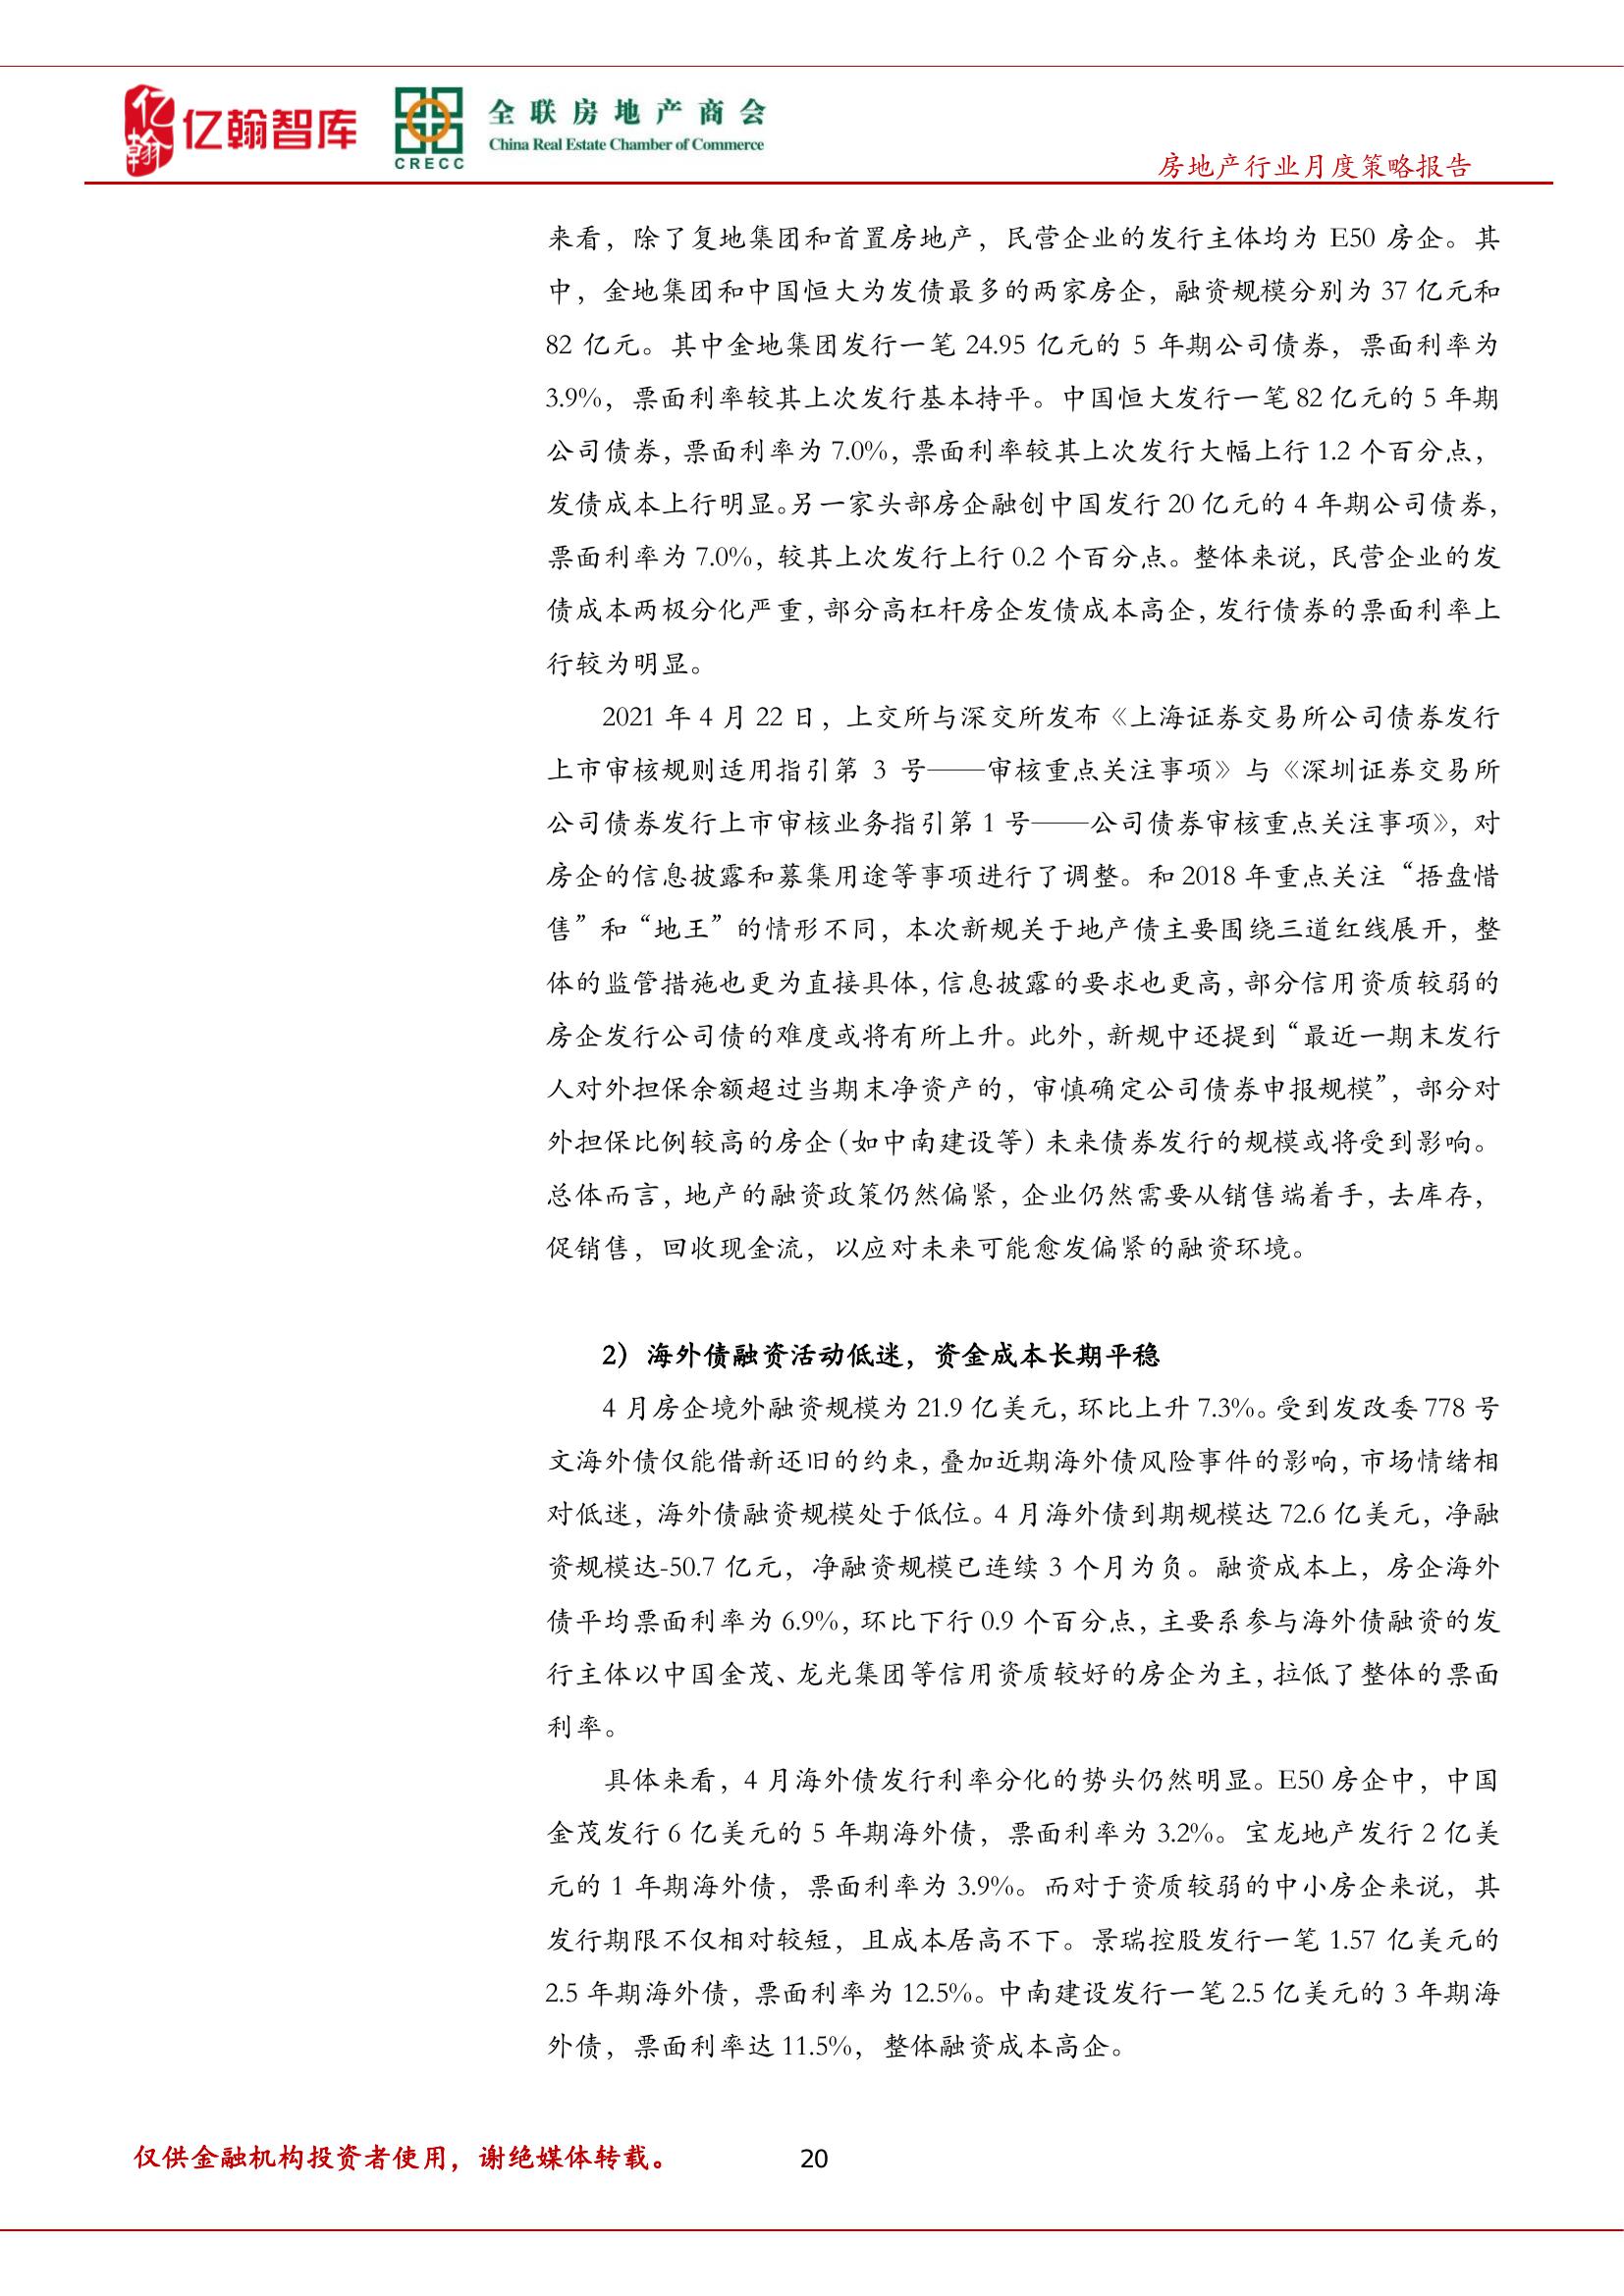 亿翰
亿翰智库
CRECC
全联房地产商会
China Real Estate Chamber of Commerce
房地产行业月度策略报告
来看，除了复地集团和首置房地产，民营企业的发行主体均为 E50 房企。其
中，金地集团和中国恒大为发债最多的两家房企，融资规模分别为 37 亿元和
82 亿元。其中金地集团发行一笔 24.95 亿元的 5 年期公司债券，票面利率为
3.9%，票面利率较其上次发行基本持平。中国恒大发行一笔 82 亿元的 5 年期
公司债券，票面利率为 7.0%，票面利率较其上次发行大幅上行 1.2 个百分点，
发债成本上行明显。另一家头部房企融创中国发行 20 亿元的 4 年期公司债券，
票面利率为 7.0%，较其上次发行上行 0.2 个百分点。整体来说，民营企业的发
债成本两极分化严重，部分高杠杆房企发债成本高企，发行债券的票面利率上
行较为明显。
2021 年 4 月 22 日，上交所与深交所发布《上海证券交易所公司债券发行
上市审核规则适用指引第 3 号——审核重点关注事项》与《深圳证券交易所
公司债券发行上市审核业务指引第 1 号——公司债券审核重点关注事项》，对
房企的信息披露和募集用途等事项进行了调整。和 2018 年重点关注“捂盘惜
售”和“地王”的情形不同，本次新规关于地产债主要围绕三道红线展开，整
体的监管措施也更为直接具体，信息披露的要求也更高，部分信用资质较弱的
房企发行公司债的难度或将有所上升。此外，新规中还提到“最近一期末发行
人对外担保余额超过当期末净资产的，审慎确定公司债券申报规模”，部分对
外担保比例较高的房企（如中南建设等）未来债券发行的规模或将受到影响。
总体而言，地产的融资政策仍然偏紧，企业仍然需要从销售端着手，去库存，
促销售，回收现金流，以应对未来可能愈发偏紧的融资环境。
2）海外债融资活动低迷，资金成本长期平稳
4 月房企境外融资规模为 21.9 亿美元，环比上升 7.3%。受到发改委 778 号
文海外债仅能借新还旧的约束，叠加近期海外债风险事件的影响，市场情绪相
对低迷，海外债融资规模处于低位。4 月海外债到期规模达 72.6 亿美元，净融
资规模达-50.7 亿元，净融资规模已连续 3 个月为负。融资成本上，房企海外
债平均票面利率为 6.9%，环比下行 0.9 个百分点，主要系参与海外债融资的发
行主体以中国金茂、龙光集团等信用资质较好的房企为主，拉低了整体的票面
利率。
具体来看，4 月海外债发行利率分化的势头仍然明显。E50 房企中，中国
金茂发行 6 亿美元的 5 年期海外债，票面利率为 3.2%。宝龙地产发行 2 亿美
元的 1 年期海外债，票面利率为 3.9%。而对于资质较弱的中小房企来说，其
发行期限不仅相对较短，且成本居高不下。景瑞控股发行一笔 1.57 亿美元的
2.5 年期海外债，票面利率为 12.5%。中南建设发行一笔 2.5 亿美元的 3 年期海
外债，票面利率达 11.5%，整体融资成本高企。
仅供金融机构投资者使用，谢绝媒体转载。
20